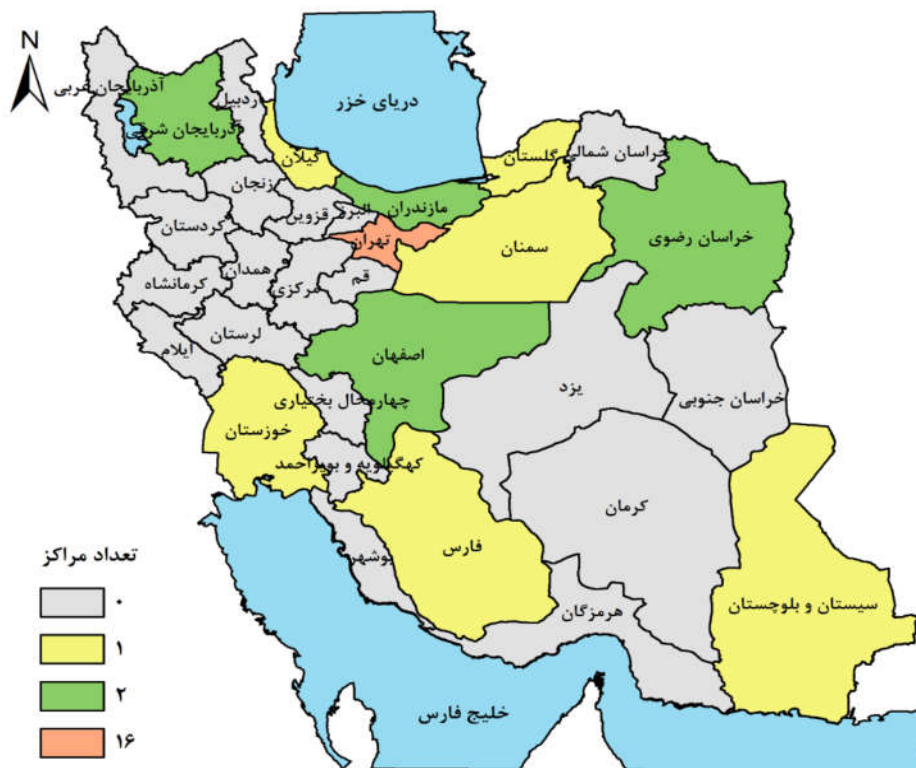 N
دریای خزر
آذربایجان غربی
اردبیل
آذربایجان شرقی
گیلان
گلستان
خراسان شمالی
زنجان
مازندران
البرز
قزوین
خراسان رضوی
کردستان
تهران
سمنان
همدان
قم
کرمانشاه
مرکزی
لرستان
ایلام
اصفهان
یزد
خراسان جنوبی
چهارمحال بختیاری
خوزستان
کهگیلویه و بویراحمد
کرمان
فارس
بوشهر
هرمزگان
سیستان و بلوچستان
خلیج فارس
تعداد مراکز
۰
۱
۲
۱۶